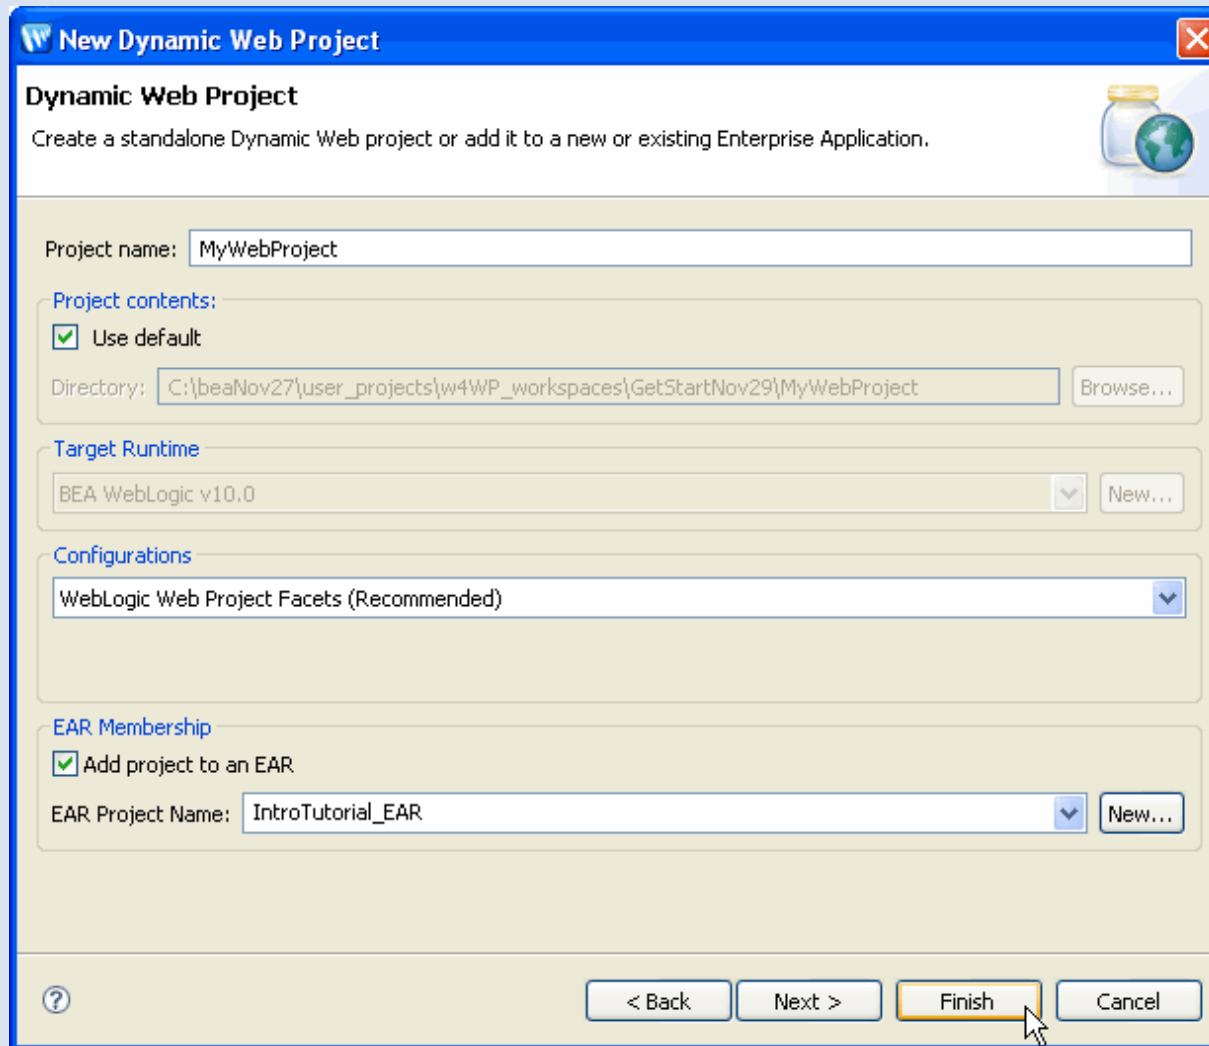 New Dynamic Web Project
Dynamic Web Project
Create a standalone Dynamic Web project or add it to a new or existing Enterprise Application.
Project name: MyWebProject
Project contents:
Use default
Directory: C:\beaNov27\user_projects\w4WP_workspaces\GetStartNov29\MyWebProject Browse...
Target Runtime
BEA WebLogic v10.0 New...
Configurations
WebLogic Web Project Facets (Recommended)
EAR Membership
Add project to an EAR
EAR Project Name: IntroTutorial_EAR New...
? < Back Next > Finish Cancel